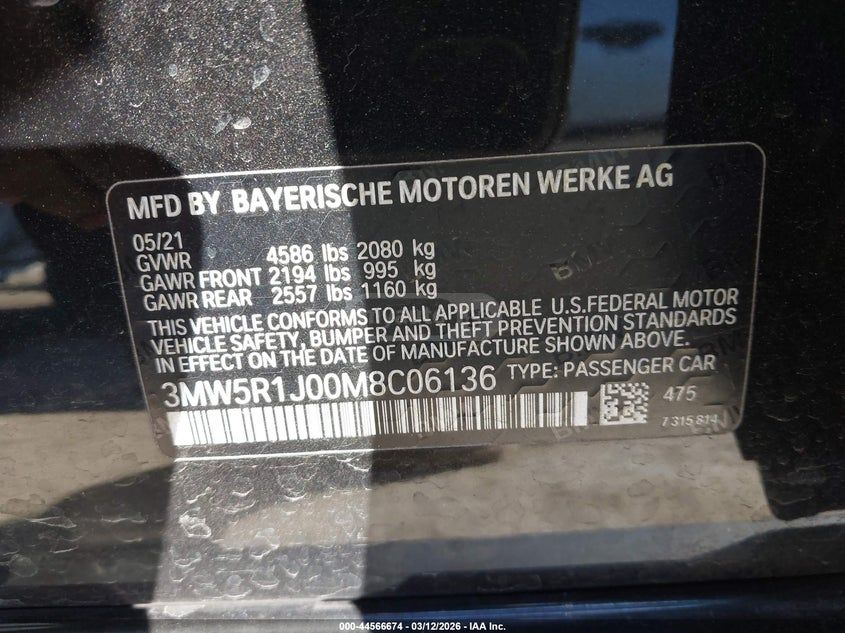 MFD BY BAYERISCHE MOTOREN WERKE AG
05/21
GVWR 4586 lbs 2080 kg
GAWR FRONT 2194 lbs 995 kg
GAWR REAR 2557 lbs 1160 kg
THIS VEHICLE CONFORMS TO ALL APPLICABLE U.S.FEDERAL MOTOR
VEHICLE SAFETY, BUMPER AND THEFT PREVENTION STANDARDS
IN EFFECT ON THE DATE OF MANUFACTURE SHOWN ABOVE.
3MW5R1J00M8C06136 TYPE: PASSENGER CAR
475
7315814
000-44566674 - 03/12/2026 - IAA Inc.